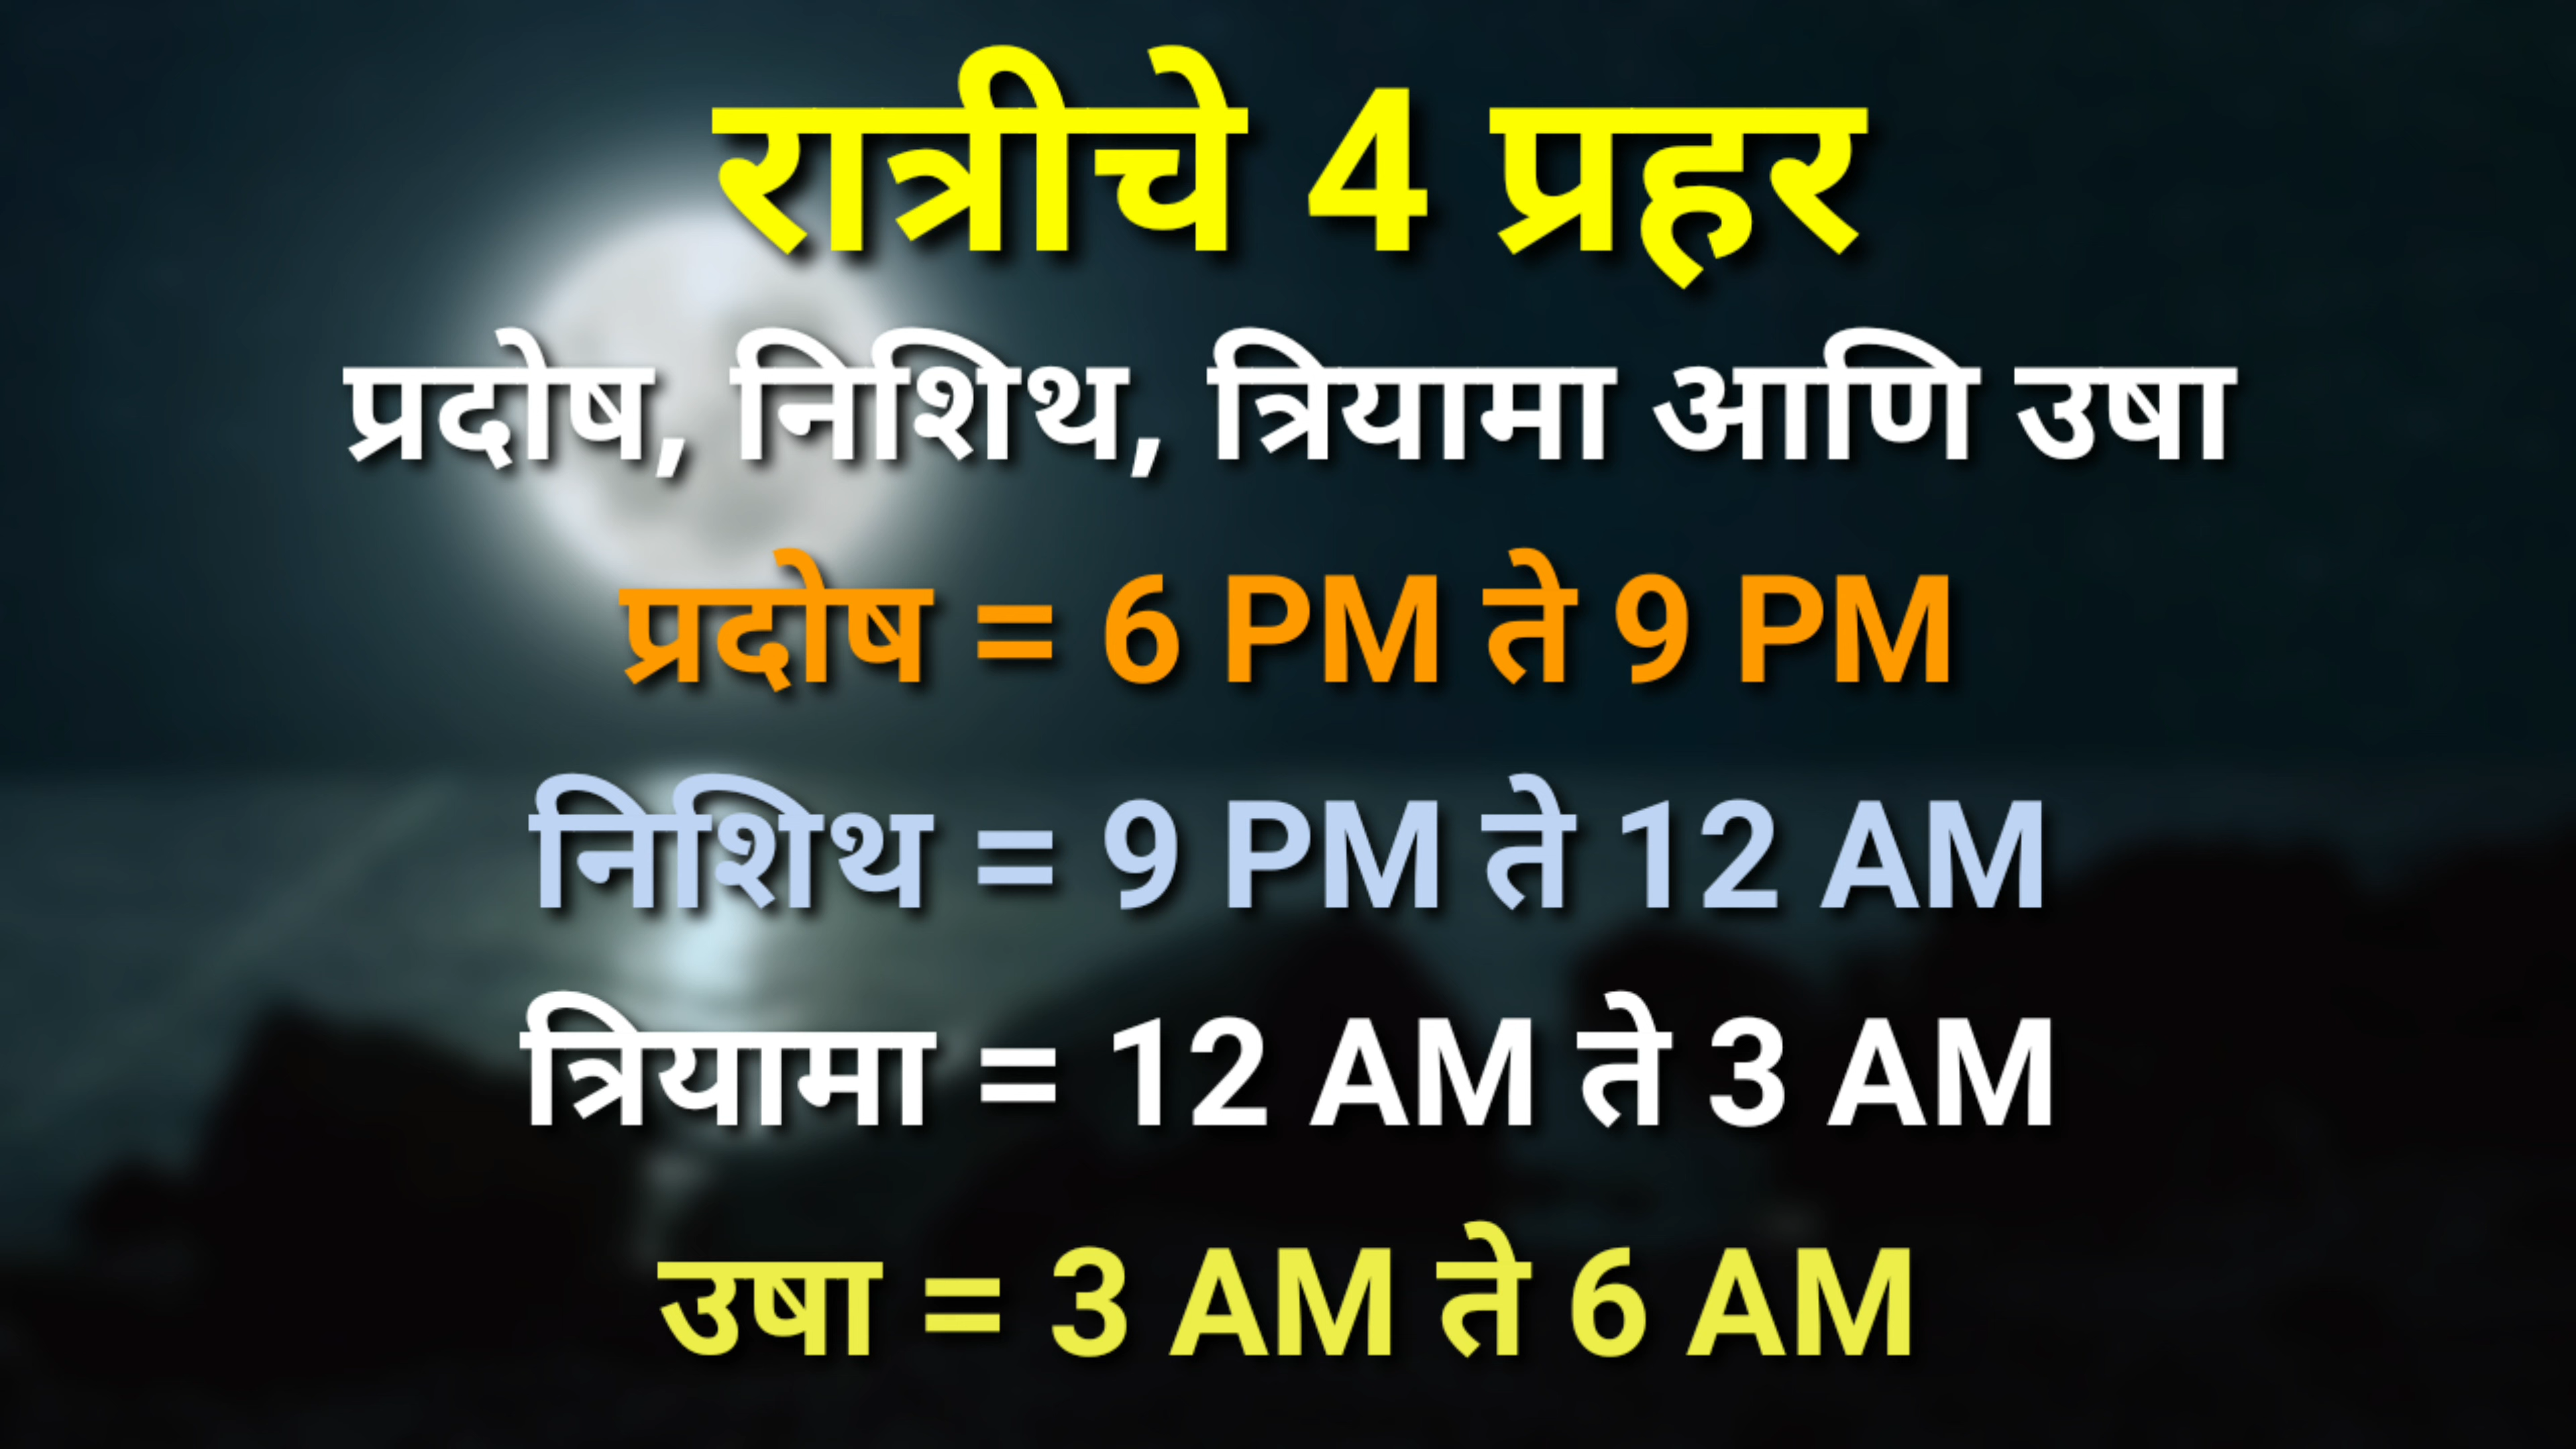 रात्रीचे 4 प्रहर
प्रदोष, निशिथ, त्रियामा आणि उषा
प्रदोष = 6 PM ते 9 PM
निशिथ = 9 PM ते 12 AM
त्रियामा = 12 AM ते 3 AM
उषा = 3 AM ते 6 AM